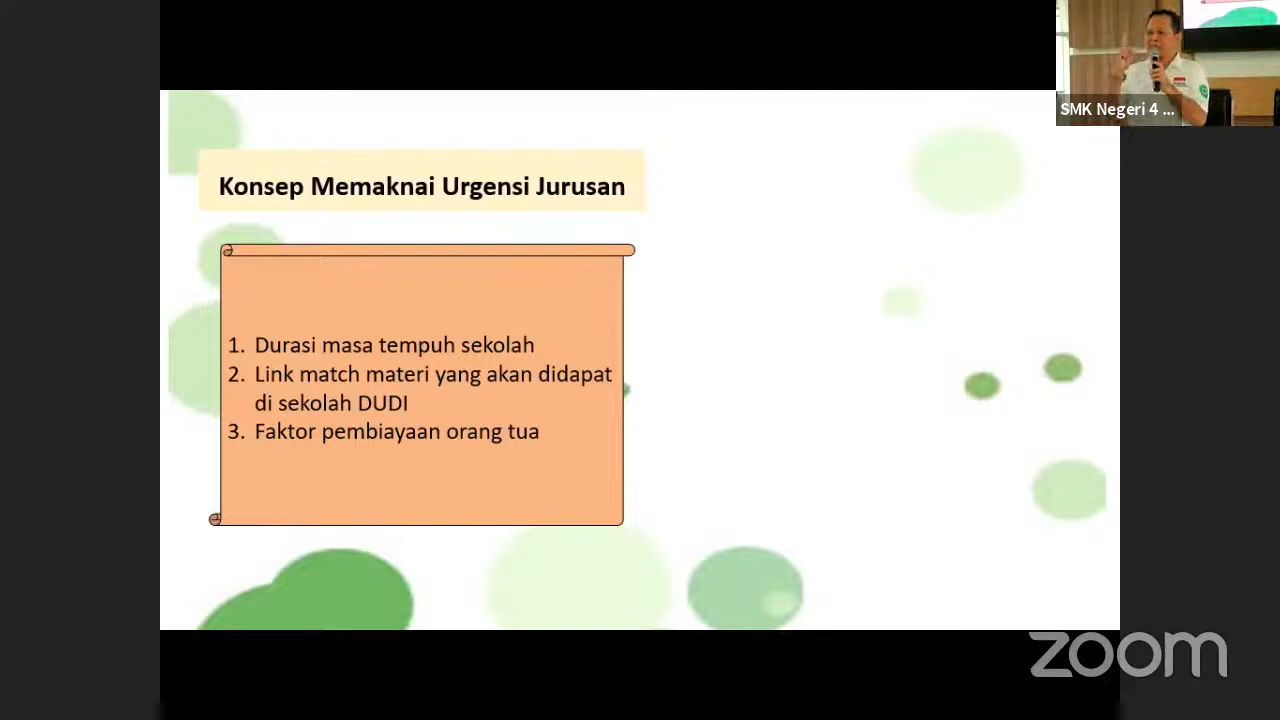 SMK Negeri 4 ...
Konsep Memaknai Urgensi Jurusan
1. Durasi masa tempuh sekolah
2. Link match materi yang akan didapat
di sekolah DUDI
3. Faktor pembiayaan orang tua
zoom